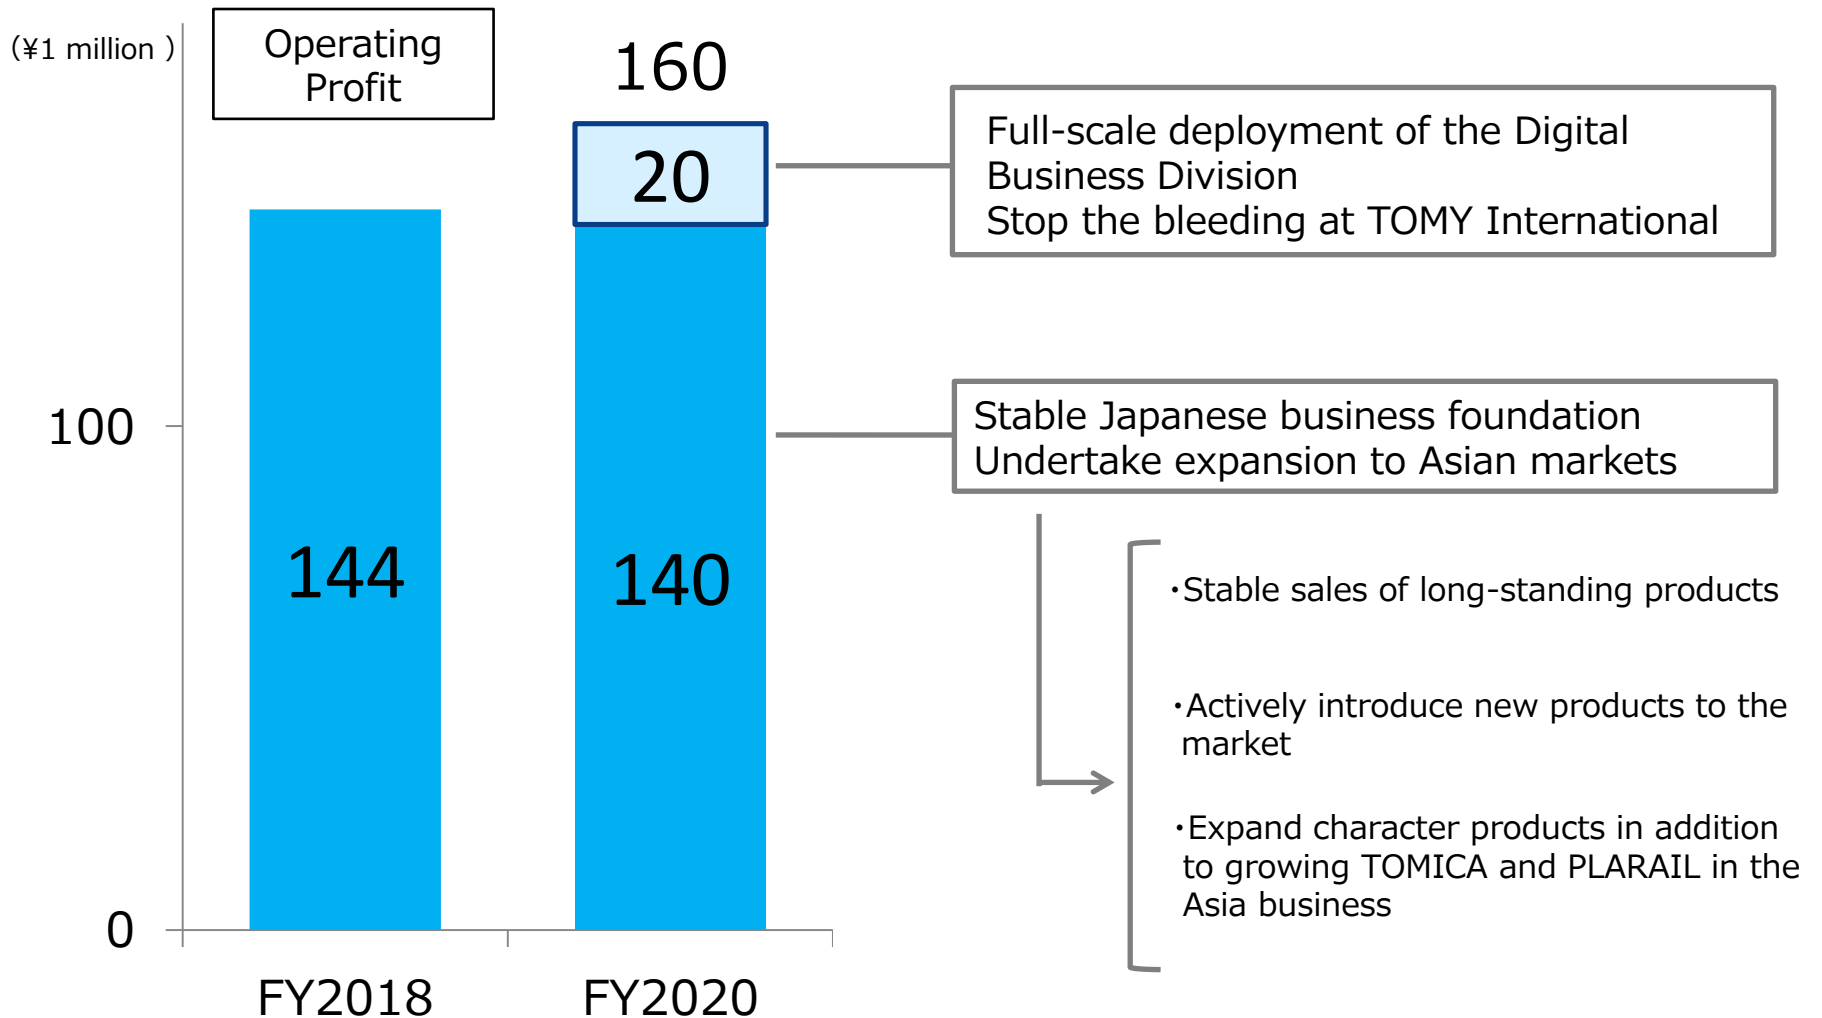 (¥1 million )
Operating
Profit
160
20
Full-scale deployment of the Digital
Business Division
Stop the bleeding at TOMY International
100
Stable Japanese business foundation
Undertake expansion to Asian markets
144
140
・Stable sales of long-standing products
・Actively introduce new products to the
market
・Expand character products in addition
to growing TOMICA and PLARAIL in the
Asia business
0
FY2018
FY2020